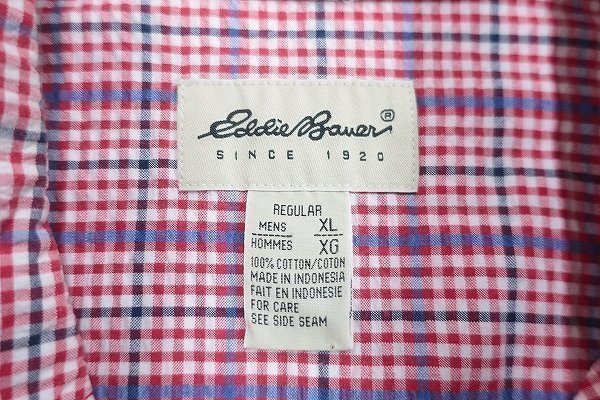 Eddie Bauer®
SINCE 1920
REGULAR
MENS XL
HOMMES XG
100% COTTON/COTON
MADE IN INDONESIA
FAIT EN INDONESIE
FOR CARE
SEE SIDE SEAM